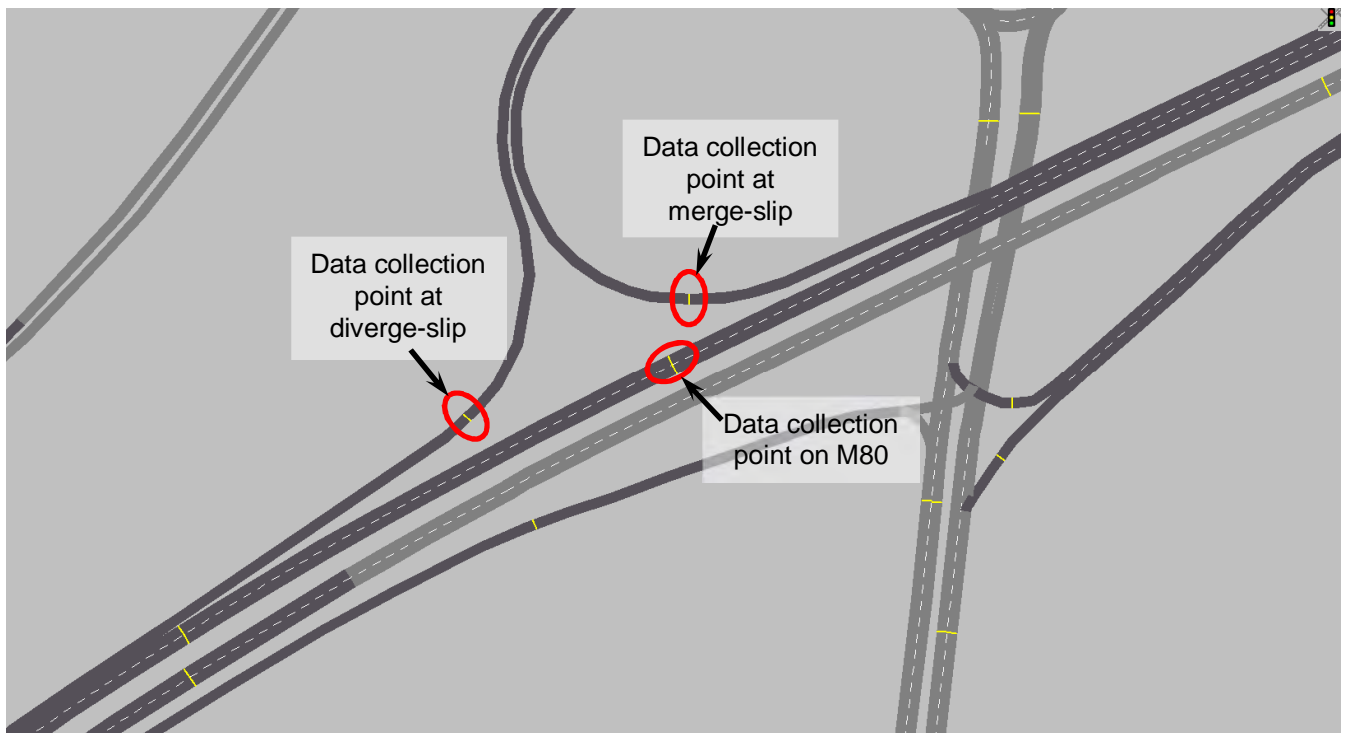 Data collection
point at
merge-slip
Data collection
point at
diverge-slip
Data collection
point on M80